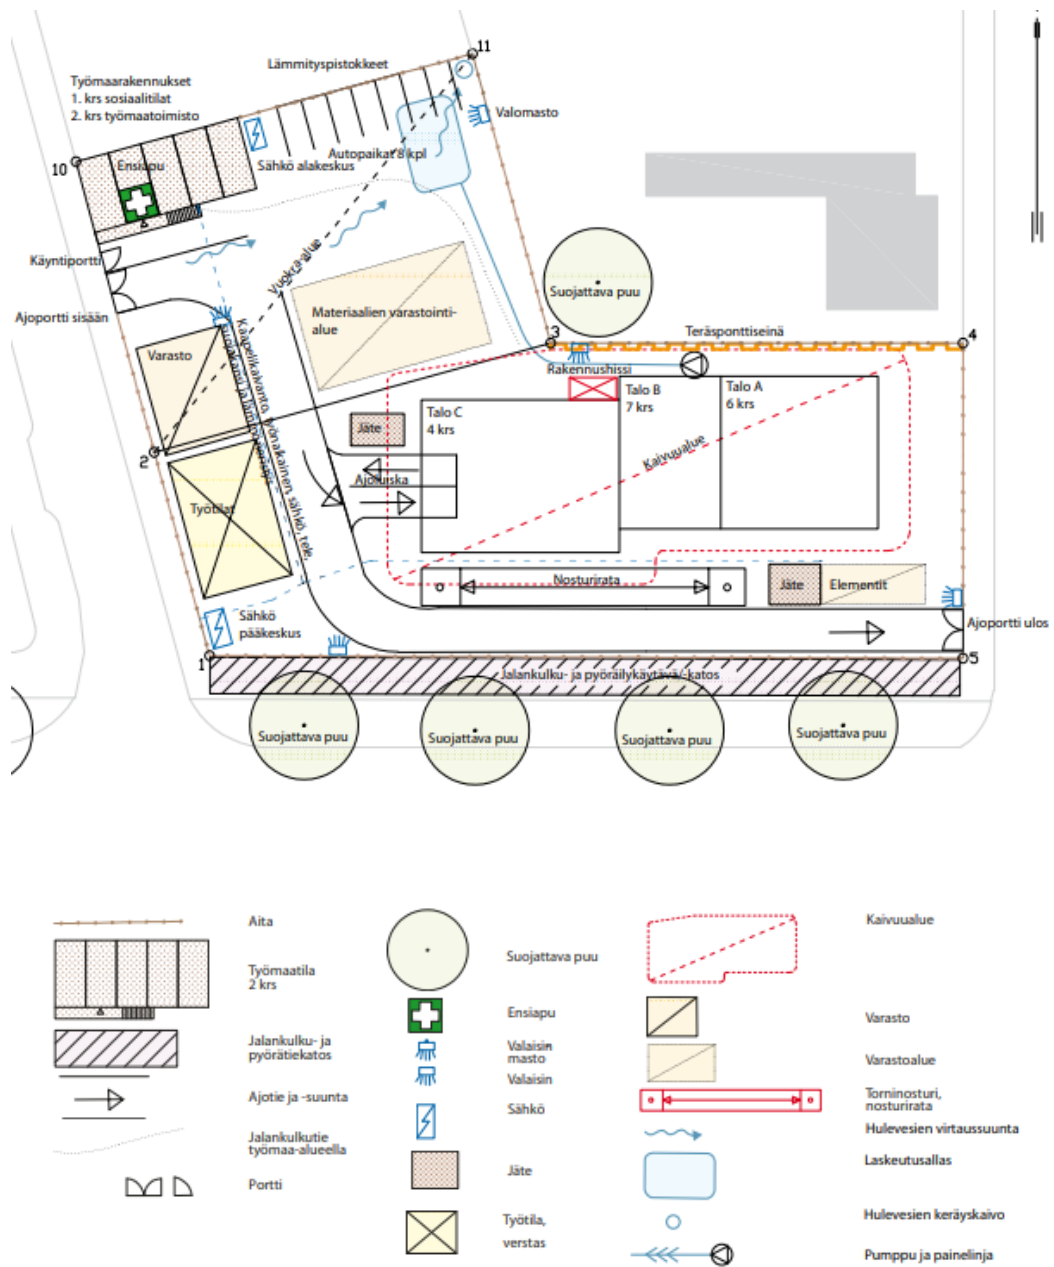 11
Lämmityspistokkeet
Työmaarakennukset
1. krs sosiaalitilat
2. krs työmaatoimisto
Valomasto
10
Ensiapu
Sähkö alakeskus
Autopaikat 8 kpl
Käyntiportti
Vuokra-alue
Suojattava puu
Ajoportti sisään
Materiaalien varastointi-
alue
3
Teräsponttiseinä
4
Varasto
Kaapelikaivanto, työnaikainen, sähkö, tele,
Rakennushissi
Talo C
4 krs
Talo B
7 krs
Talo A
6 krs
Jäte
2
Kaivuualue
Ajoluiska
Työtilat
Nosturirata
Jäte
Elementit
Sähkö
pääkeskus
Ajoportti ulos
1
5
Jalankulku- ja pyöräilykäytävä/-katos
Suojattava puu
Suojattava puu
Suojattava puu
Suojattava puu
Aita
Työmaatila
2 krs
Jalankulku- ja
pyörätiekatos
Ajotie ja -suunta
Jalankulkutie
työmaa-alueella
Portti
Suojattava puu
Ensiapu
Valaisin
masto
Valaisin
Sähkö
Jäte
Työtila,
verstas
Kaivuualue
Varasto
Varastoalue
Torninosturi,
nosturirata
Hulevesien virtaussuunta
Laskeutusallas
Hulevesien keräyskaivo
Pumppu ja painelinja